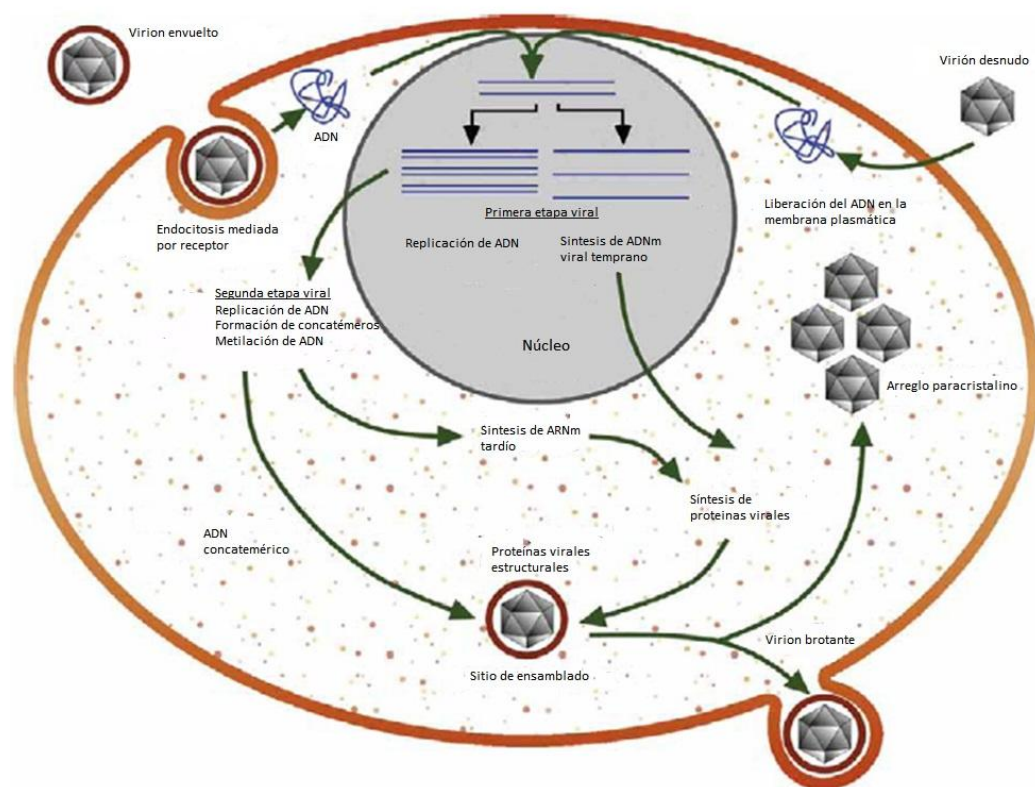 Virion envuelto
Virión desnudo
ADN
Liberación del ADN en la
membrana plasmática
Endocitosis mediada
por receptor
Primera etapa viral
Replicación de ADN
Sintesis de ADNm
viral temprano
Segunda etapa viral
Replicación de ADN
Formación de concatémeros
Metilación de ADN
Núcleo
Arreglo paracristalino
Sintesis de ARNm
tardío
Síntesis de
proteinas virales
ADN
concatemérico
Proteínas virales
estructurales
Virion brotante
Sitio de ensamblado